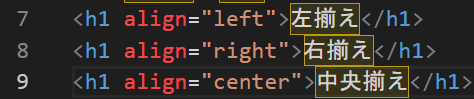 7 <h1 align="left">左揃え</h1>
8 <h1 align="right">右揃え</h1>
9 <h1 align="center">中央揃え</h1>